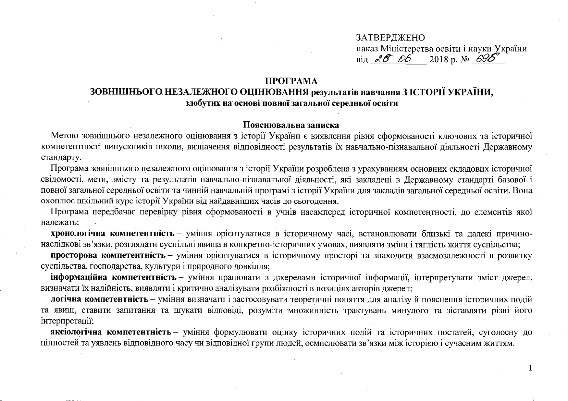 ЗАТВЕРДЖЕНО
наказ Міністерства освіти і науки України
від 26 06 2018 р. № 696
ПРОГРАМА
ЗОВНІШНЬОГО НЕЗАЛЕЖНОГО ОЦІНЮВАННЯ результатів навчання З ІСТОРІЇ УКРАЇНИ,
здобутих на основі повної загальної середньої освіти
Пояснювальна записка
Метою зовнішнього незалежного оцінювання з історії України є виявлення рівня сформованості ключових та історичної
компетентності випускників школи, визначення відповідності результатів їх навчально-пізнавальної діяльності Державному
стандарту.
Програма зовнішнього незалежного оцінювання з історії України розроблена з урахуванням основних складових історичної
свідомості, мети, змісту та результатів навчально-пізнавальної діяльності, які закладені в Державному стандарті базової і
повної загальної середньої освіти та чинній навчальній програмі з історії України для закладів загальної середньої освіти. Вона
охоплює шкільний курс історії України від найдавніших часів до сьогодення.
Програма передбачає перевірку рівня сформованості в учнів насамперед історичної компетентності, до елементів якої
належать:
хронологічна компетентність – уміння орієнтуватися в історичному часі, встановлювати близькі та далекі причинно-
наслідкові зв'язки, розглядати суспільні явища в конкретно-історичних умовах, виявляти зміни і тяглість життя суспільства;
просторова компетентність – уміння орієнтуватися в історичному просторі та знаходити взаємозалежності в розвитку
суспільства, господарства, культури і природного довкілля;
інформаційна компетентність – уміння працювати з джерелами історичної інформації, інтерпретувати зміст джерел,
визначати їх надійність, виявляти і критично аналізувати розбіжності в позиціях авторів джерел;
логічна компетентність – уміння визначати і застосовувати теоретичні поняття для аналізу й пояснення історичних подій
та явищ, ставити запитання та шукати відповіді, розуміти множинність трактувань минулого та зіставляти різні його
інтерпретації;
аксіологічна компетентність – уміння формулювати оцінку історичних подій та історичних постатей, суголосну до
цінностей та уявлень відповідного часу чи відповідної групи людей, осмислювати зв'язки між історією і сучасним життям.
1